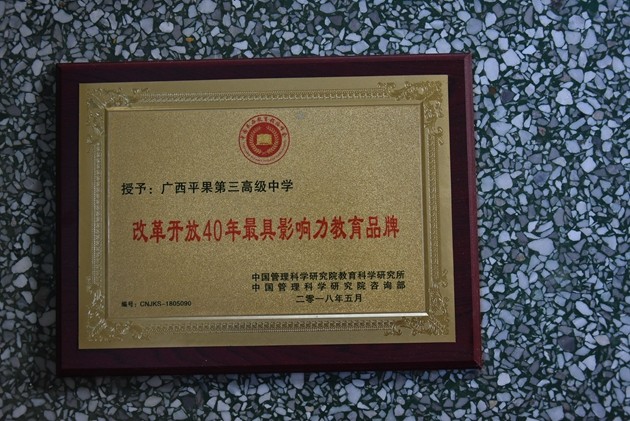 授予：广西平果第三高级中学
改革开放40年最具影响力教育品牌
中国管理科学研究院教育科学研究所
中国管理科学研究院咨询部
二零一八年五月
编号：CNJKS-1805090